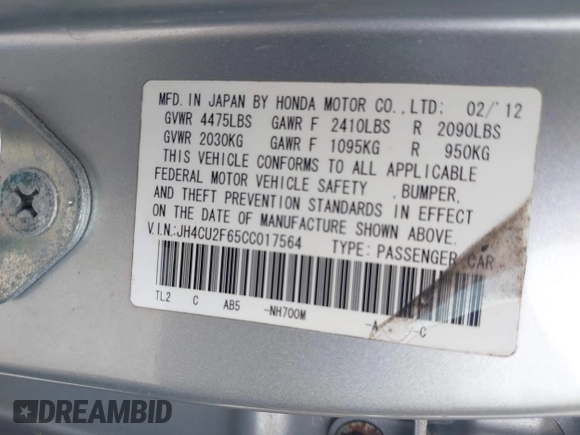 MFD. IN JAPAN BY HONDA MOTOR CO.,LTD: 02/'12
GVWR 4475LBS GAWR F 2410LBS R 2090LBS
GVWR 2030KG GAWR F 1095KG R 950KG
THIS VEHICLE CONFORMS TO ALL APPLICABLE
FEDERAL MOTOR VEHICLE SAFETY ,BUMPER,
AND THEFT PREVENTION STANDARDS IN EFFECT
ON THE DATE OF MANUFACTURE SHOWN ABOVE.
V.I.N.:JH4CU2F65CC017564 TYPE: PASSENGER CAR
TL2 C AB5 -NH700M -A -C
DREAMBID